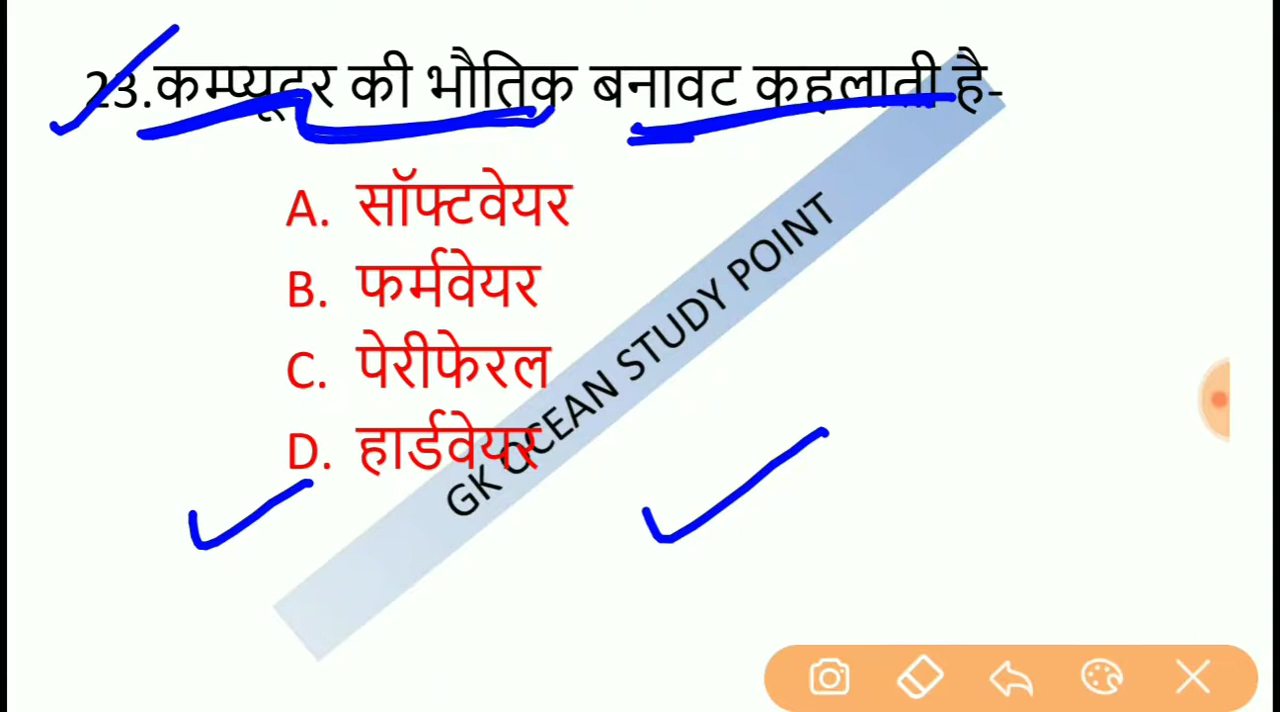 23.कम्प्यूटर की भौतिक बनावट कहलाती है-
A. सॉफ्टवेयर
B. फर्मवेयर
C. पेरीफेरल
D. हार्डवेयर
GK OCEAN STUDY POINT